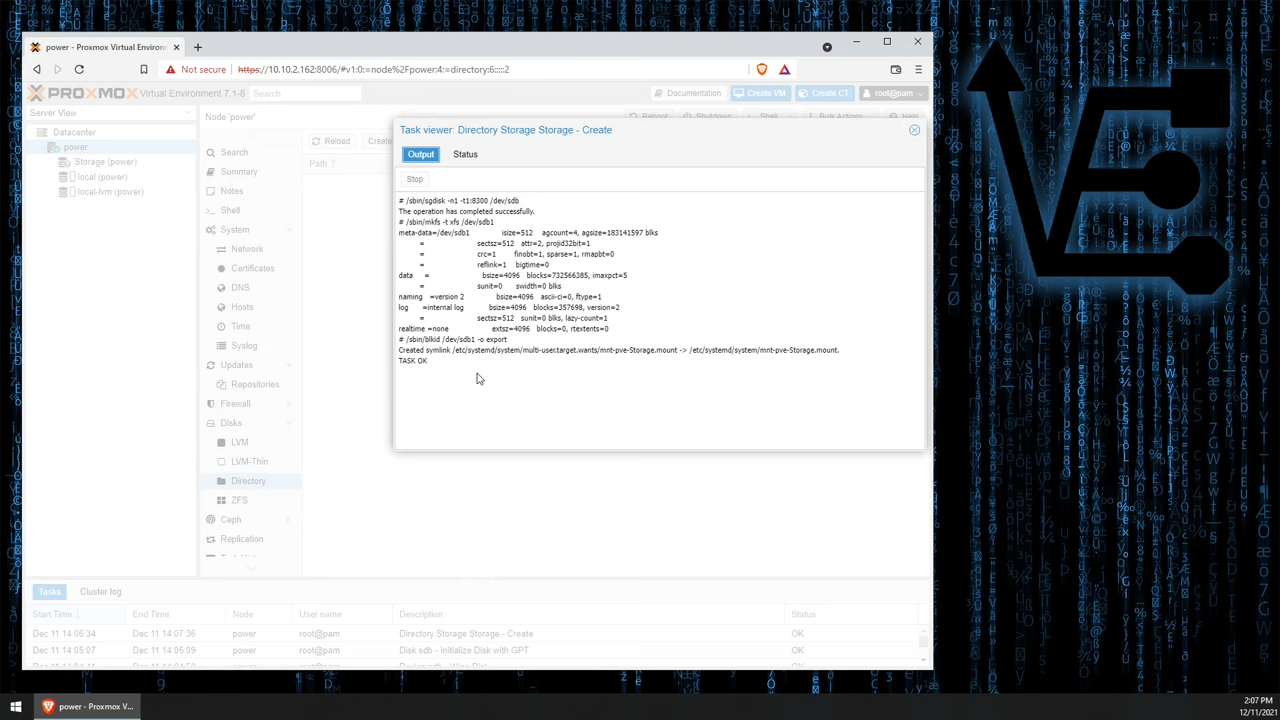 power - Proxmox Virtual Environ
Not secure https://10.10.2.162:8006/#v1:0:=node%2Fpower:4:=directory:6:::::2
PROXMOX Virtual Environment 7.1-8 Search Documentation Create VM Create CT root@pam
Server View
Node 'power'
Reboot Shutdown Shell Bulk Actions Help
Datacenter
power
Storage (power)
local (power)
local-lvm (power)
Search
Summary
Notes
Shell
System
Network
Certificates
DNS
Hosts
Time
Syslog
Updates
Repositories
Firewall
Disks
LVM
LVM-Thin
Directory
ZFS
Ceph
Replication
Reload Create
Path
Task viewer: Directory Storage Storage - Create
Output Status
Stop
# /sbin/sgdisk -n1 -t1:8300 /dev/sdb
The operation has completed successfully.
# /sbin/mkfs -t xfs /dev/sdb1
meta-data=/dev/sdb1 isize=512 agcount=4, agsize=183141597 blks
= sectsz=512 attr=2, projid32bit=1
= crc=1 finobt=1, sparse=1, rmapbt=0
= reflink=1 bigtime=0
data = bsize=4096 blocks=732566385, imaxpct=5
= sunit=0 swidth=0 blks
naming =version 2 bsize=4096 ascii-ci=0, ftype=1
log =internal log bsize=4096 blocks=357698, version=2
= sectsz=512 sunit=0 blks, lazy-count=1
realtime =none extsz=4096 blocks=0, rtextents=0
# /sbin/blkid /dev/sdb1 -o export
Created symlink /etc/systemd/system/multi-user.target.wants/mnt-pve-Storage.mount -> /etc/systemd/system/mnt-pve-Storage.mount.
TASK OK
Tasks Cluster log
Start Time End Time Node User name Description Status
Dec 11 14:06:34 Dec 11 14:07:36 power root@pam Directory Storage Storage - Create OK
Dec 11 14:05:07 Dec 11 14:05:09 power root@pam Disk sdb - Initialize Disk with GPT OK
power - Proxmox V...
2:07 PM
12/11/2021